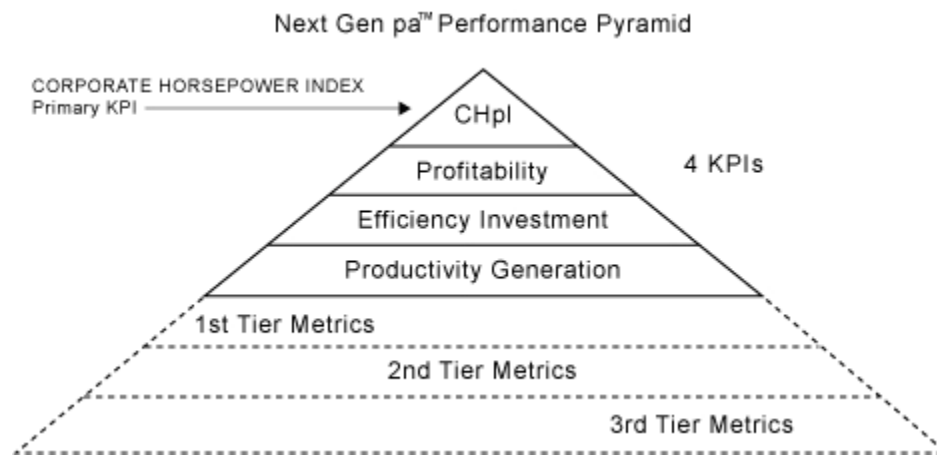 Next Gen pa™ Performance Pyramid
CORPORATE HORSEPOWER INDEX
Primary KPI
CHpI
Profitability
4 KPIs
Efficiency Investment
Productivity Generation
1st Tier Metrics
2nd Tier Metrics
3rd Tier Metrics